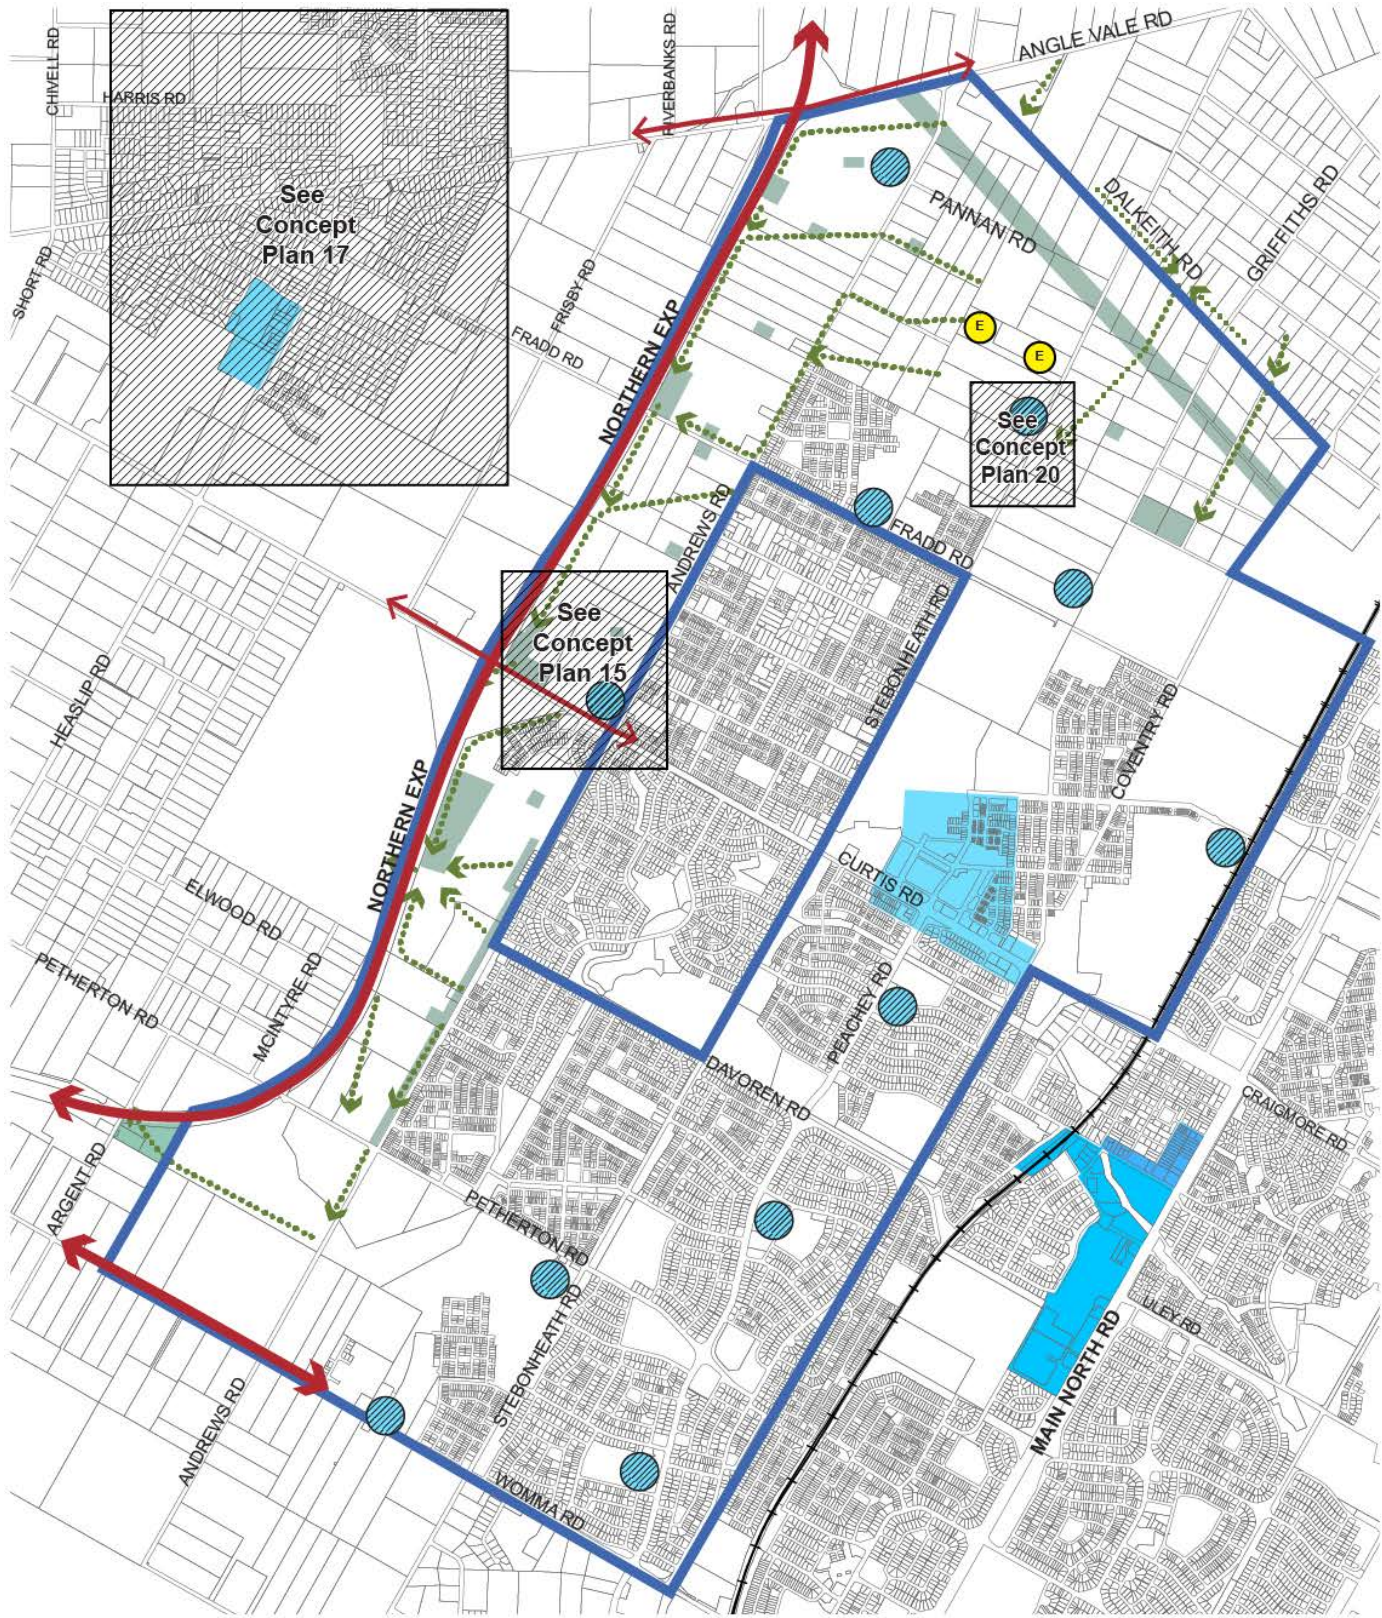 ANGLE VALE RD
CHIVELL RD
RIVERBANKS RD
HARRIS RD
See
Concept
Plan 17
DALKEITH RD
GRIFFITHS RD
PANNAN RD
SHORT RD
FRISBY RD
FRADD RD
NORTHERN EXP
E
E
See
Concept
Plan 20
ANDREWS RD
FRADD RD
See
Concept
Plan 15
STEBONHEATH RD
HEASLIP RD
COVENTRY RD
NORTHERN EXP
CURTIS RD
ELWOOD RD
PETHERTON RD
MCINTYRE RD
PEACHEY RD
DAVOREN RD
CRAIGMORE RD
ARGENT RD
PETHERTON RD
STEBONHEATH RD
ULEY RD
MAIN NORTH RD
ANDREWS RD
WOMMA RD